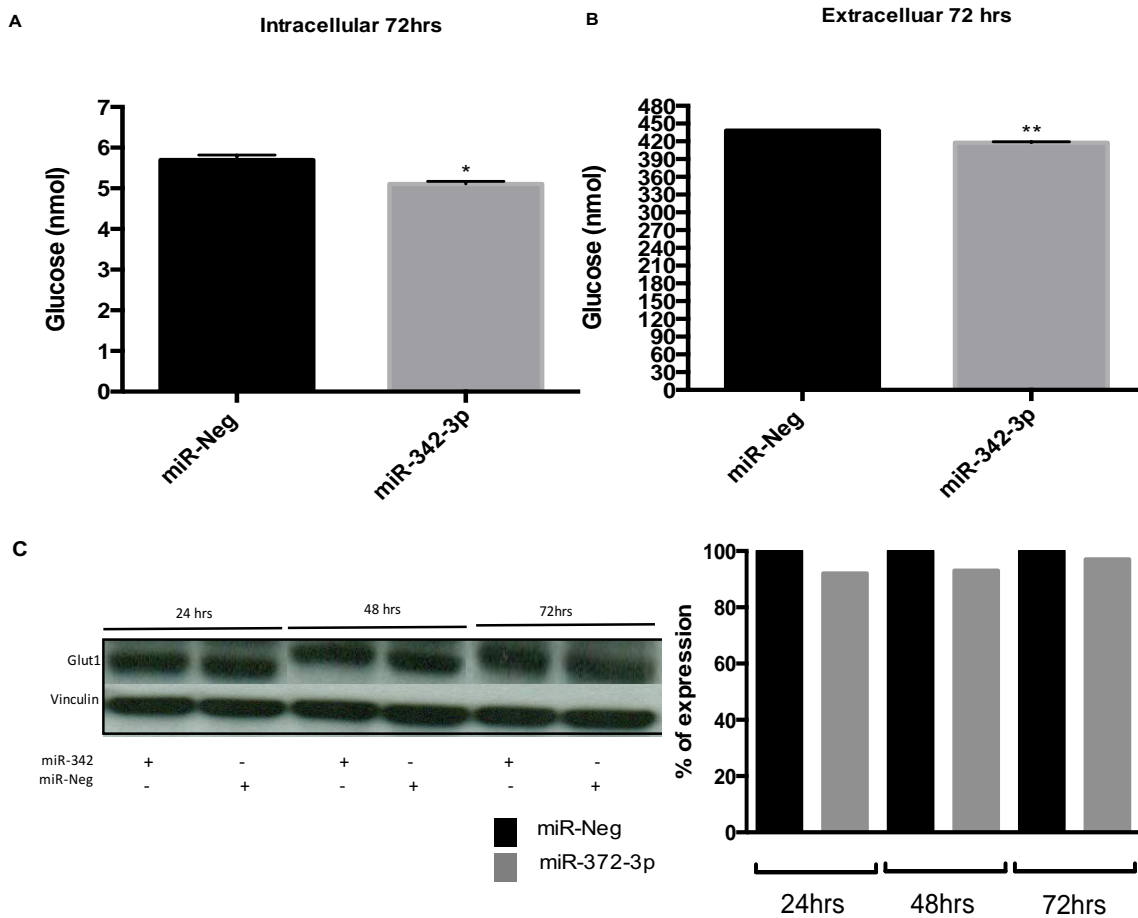 A
Intracellular 72hrs
7
6
5
4
3
2
1
0
Glucose (nmol)
miR-Neg
miR-342-3p
*
B
Extracelluar 72 hrs
480
450
420
390
360
330
300
270
240
210
180
150
120
90
60
30
0
Glucose (nmol)
miR-Neg
miR-342-3p
**
C
24 hrs 48 hrs 72hrs
Glut1
Vinculin
miR-342 + - + - + -
miR-Neg - + - + - +
miR-Neg
miR-372-3p
100
80
60
40
20
0
% of expression
24hrs 48hrs 72hrs